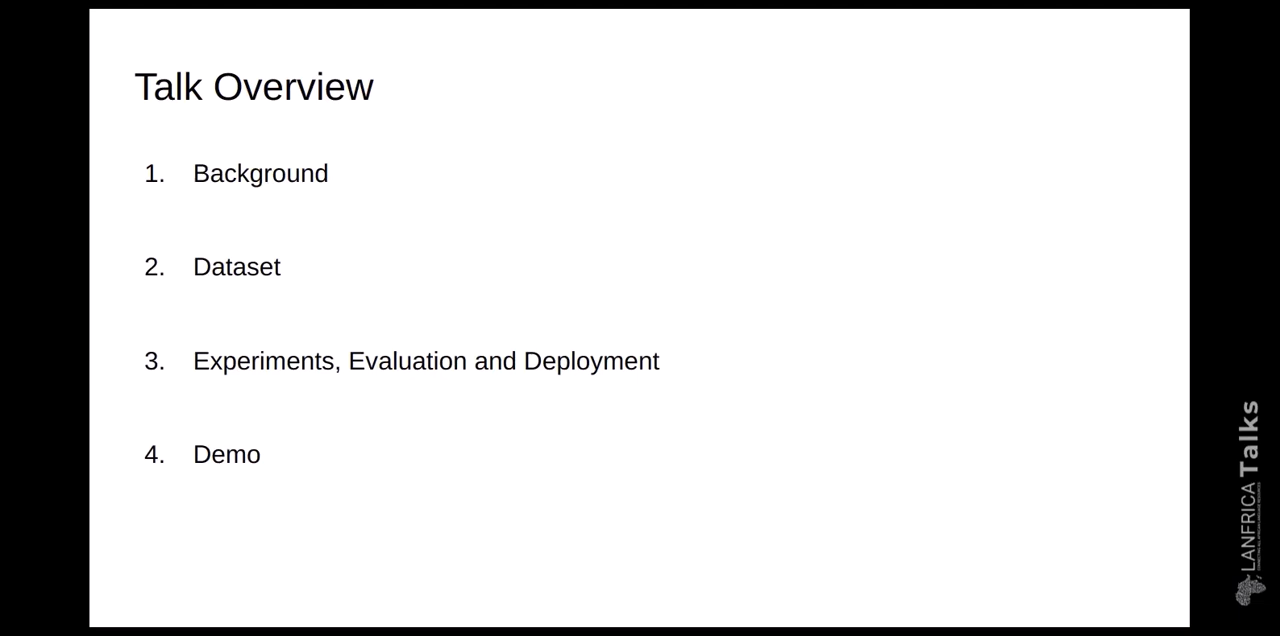 Talk Overview
1. Background
2. Dataset
3. Experiments, Evaluation and Deployment
4. Demo
LANFRICA Talks